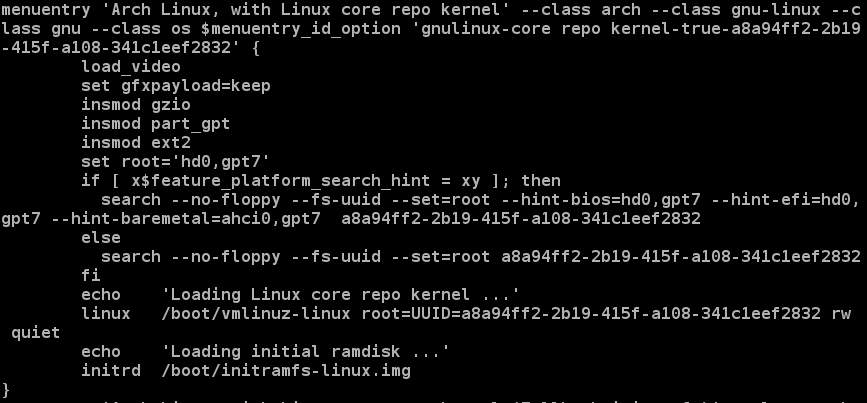 menuentry 'Arch Linux, with Linux core repo kernel' --class arch --class gnu-linux --c
lass gnu --class os $menuentry_id_option 'gnulinux-core repo kernel-true-a8a94ff2-2b19
-415f-a108-341c1eef2832' {
        load_video
        set gfxpayload=keep
        insmod gzio
        insmod part_gpt
        insmod ext2
        set root='hd0,gpt7'
        if [ x$feature_platform_search_hint = xy ]; then
          search --no-floppy --fs-uuid --set=root --hint-bios=hd0,gpt7 --hint-efi=hd0,
gpt7 --hint-baremetal=ahci0,gpt7  a8a94ff2-2b19-415f-a108-341c1eef2832
        else
          search --no-floppy --fs-uuid --set=root a8a94ff2-2b19-415f-a108-341c1eef2832
        fi
        echo    'Loading Linux core repo kernel ...'
        linux   /boot/vmlinuz-linux root=UUID=a8a94ff2-2b19-415f-a108-341c1eef2832 rw
 quiet
        echo    'Loading initial ramdisk ...'
        initrd  /boot/initramfs-linux.img
}